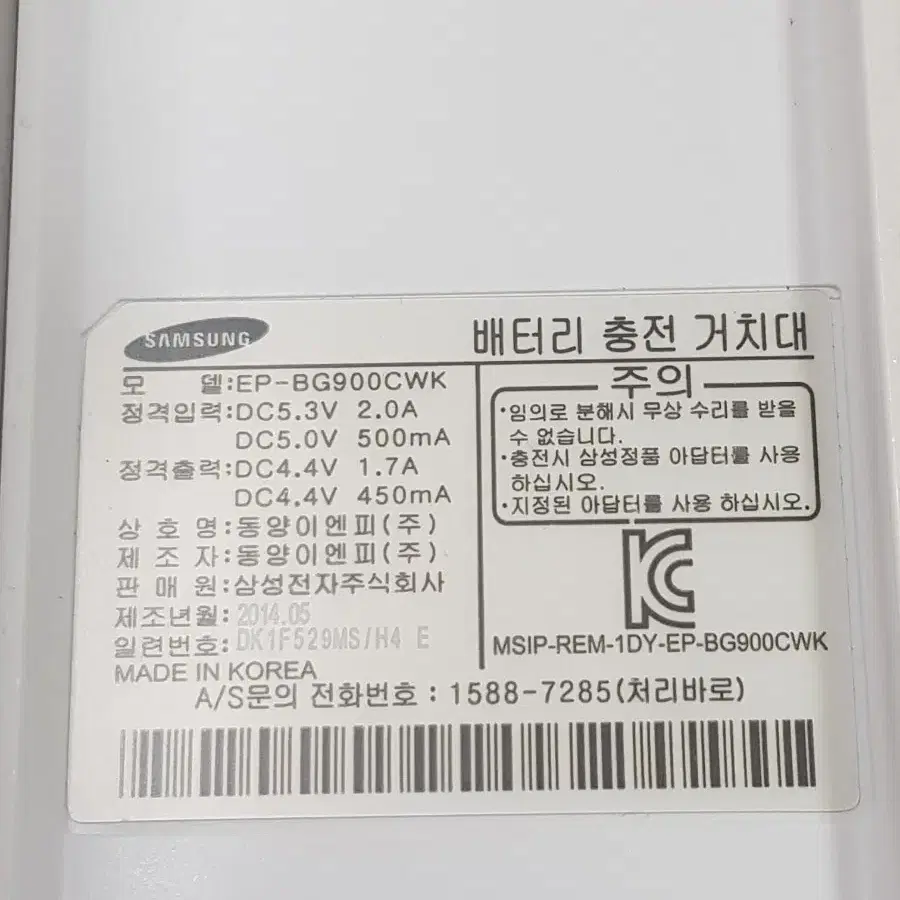 SAMSUNG
배터리 충전 거치대
모 델:EP-BG900CWK
정격입력:DC5.3V 2.0A
DC5.0V 500mA
정격출력:DC4.4V 1.7A
DC4.4V 450mA
상 호 명:동양이엔피(주)
제 조 자:동양이엔피(주)
판 매 원:삼성전자주식회사
제조년월:2014.05
일련번호:DK1F529MS/H4 E
MADE IN KOREA
주의
·임의로 분해시 무상 수리를 받을
수 없습니다.
·충전시 삼성정품 아답터를 사용
하십시오.
·지정된 아답터를 사용 하십시오.
KC
MSIP-REM-1DY-EP-BG900CWK
A/S문의 전화번호 : 1588-7285(처리바로)